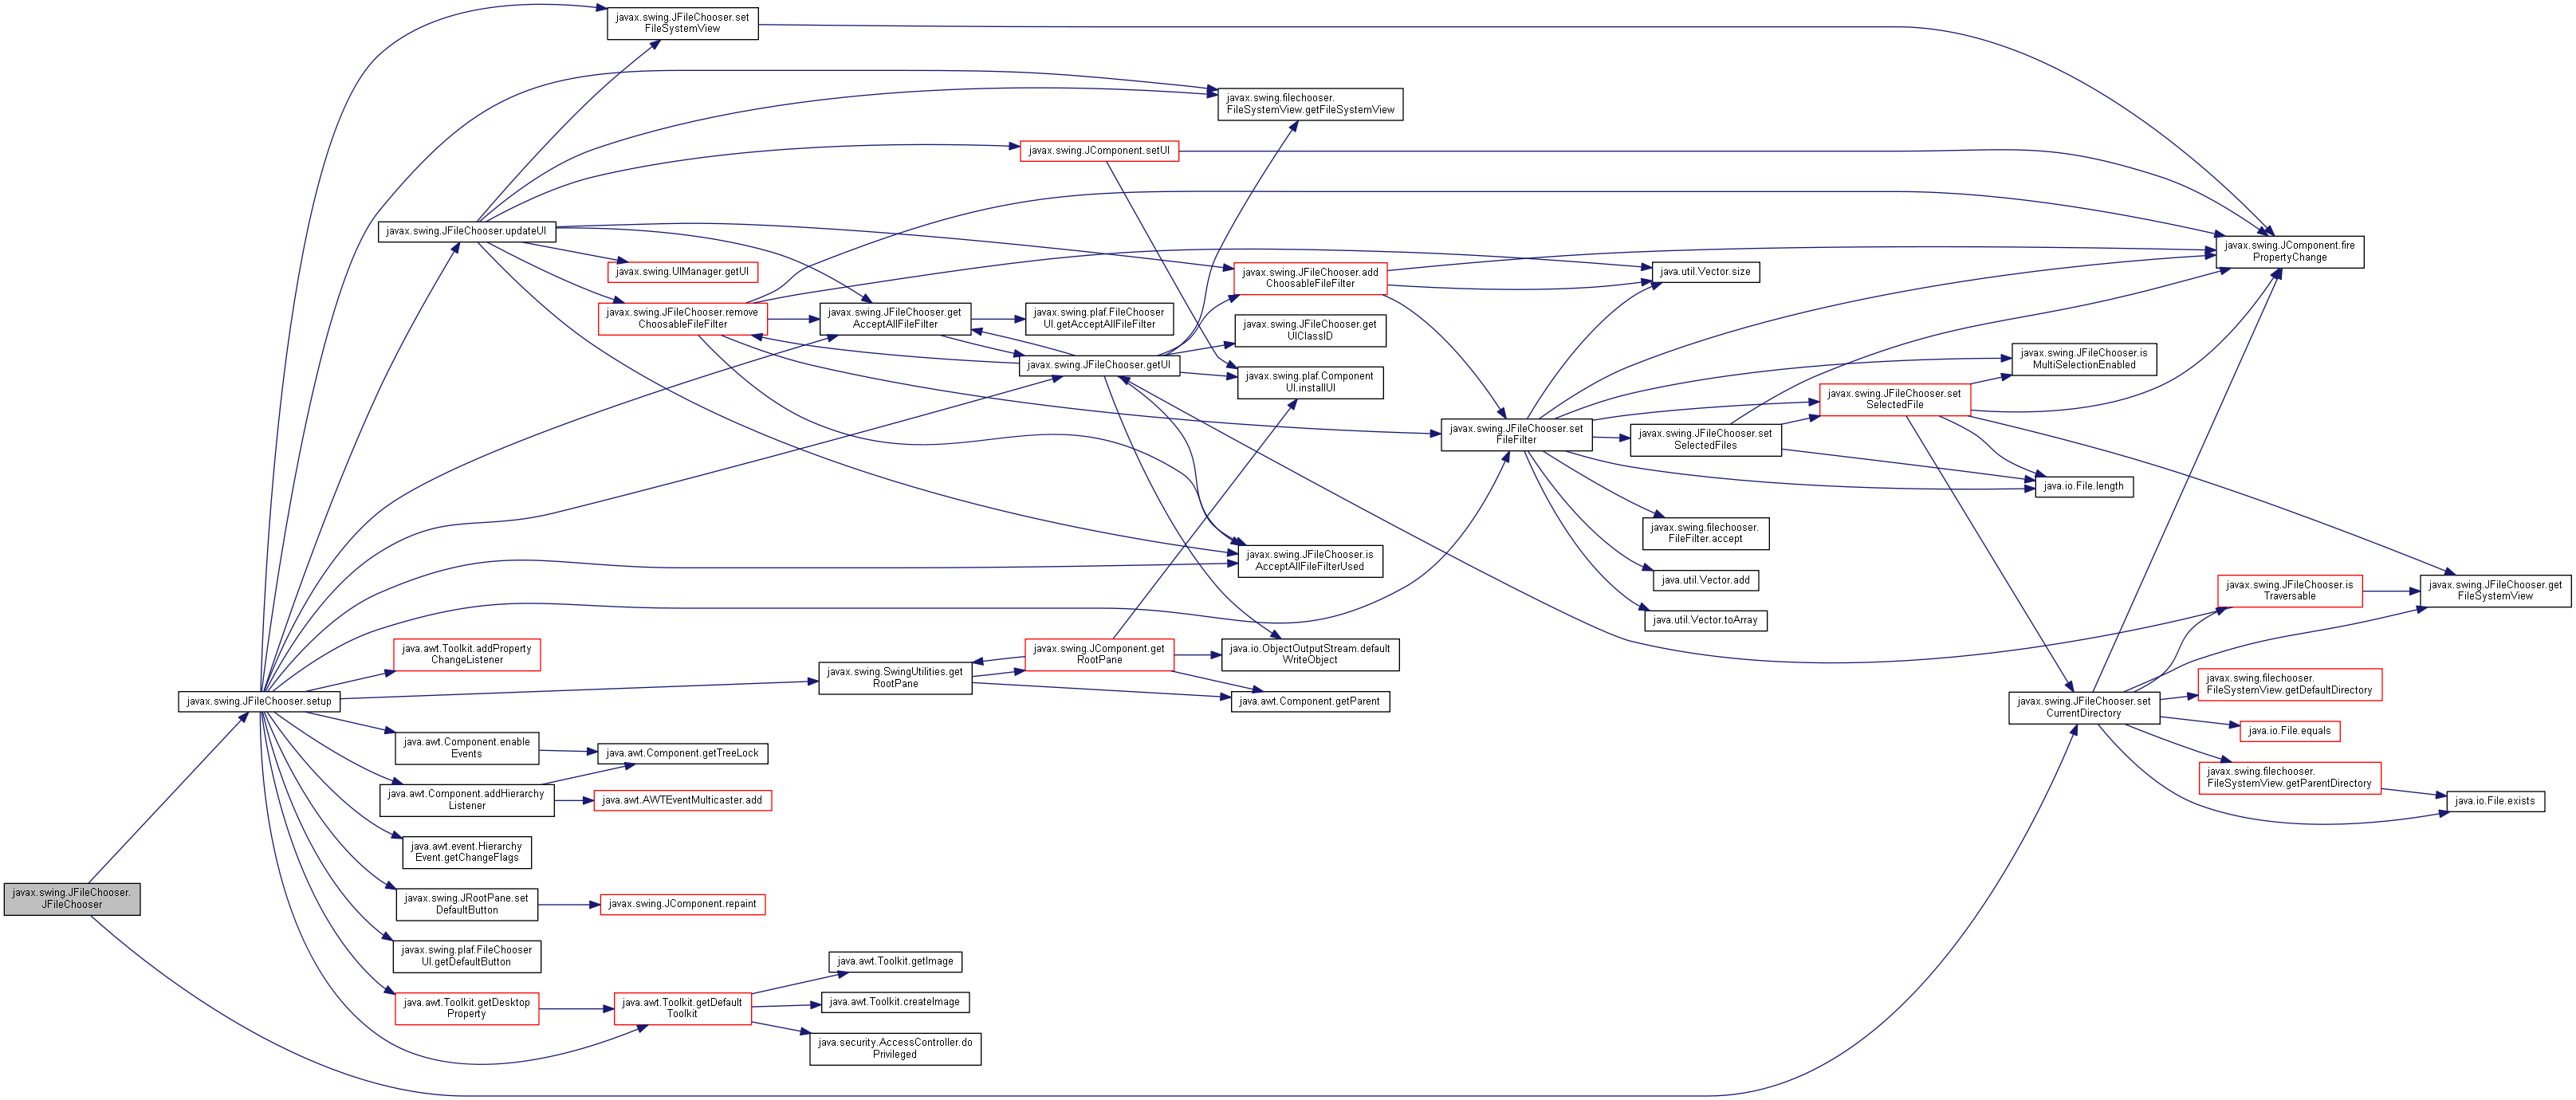 javax.swing.JFileChooser.set
FileSystemView
javax.swing.filechooser.
FileSystemView.getFileSystemView
javax.swing.JComponent.setUI
javax.swing.JFileChooser.updateUI
javax.swing.JComponent.fire
PropertyChange
javax.swing.UIManager.getUI
javax.swing.JFileChooser.add
ChoosableFileFilter
java.util.Vector.size
javax.swing.JFileChooser.remove
ChoosableFileFilter
javax.swing.JFileChooser.get
AcceptAllFileFilter
javax.swing.plaf.FileChooser
UI.getAcceptAllFileFilter
javax.swing.JFileChooser.get
UIClassID
javax.swing.JFileChooser.getUI
javax.swing.JFileChooser.is
MultiSelectionEnabled
javax.swing.plaf.Component
UI.installUI
javax.swing.JFileChooser.set
SelectedFile
javax.swing.JFileChooser.set
FileFilter
javax.swing.JFileChooser.set
SelectedFiles
java.io.File.length
javax.swing.filechooser.
FileFilter.accept
javax.swing.JFileChooser.is
AcceptAllFileFilterUsed
java.util.Vector.add
javax.swing.JFileChooser.is
Traversable
javax.swing.JFileChooser.get
FileSystemView
java.util.Vector.toArray
java.awt.Toolkit.addProperty
ChangeListener
javax.swing.SwingUtilities.get
RootPane
javax.swing.JComponent.get
RootPane
java.io.ObjectOutputStream.default
WriteObject
javax.swing.filechooser.
FileSystemView.getDefaultDirectory
javax.swing.JFileChooser.setup
java.awt.Component.getParent
javax.swing.JFileChooser.set
CurrentDirectory
java.io.File.equals
java.awt.Component.enable
Events
java.awt.Component.getTreeLock
javax.swing.filechooser.
FileSystemView.getParentDirectory
java.awt.Component.addHierarchy
Listener
java.awt.AWTEventMulticaster.add
java.io.File.exists
java.awt.event.Hierarchy
Event.getChangeFlags
javax.swing.JFileChooser.
JFileChooser
javax.swing.JRootPane.set
DefaultButton
javax.swing.JComponent.repaint
javax.swing.plaf.FileChooser
UI.getDefaultButton
java.awt.Toolkit.getImage
java.awt.Toolkit.getDesktop
Property
java.awt.Toolkit.getDefault
Toolkit
java.awt.Toolkit.createImage
java.security.AccessController.do
Privileged